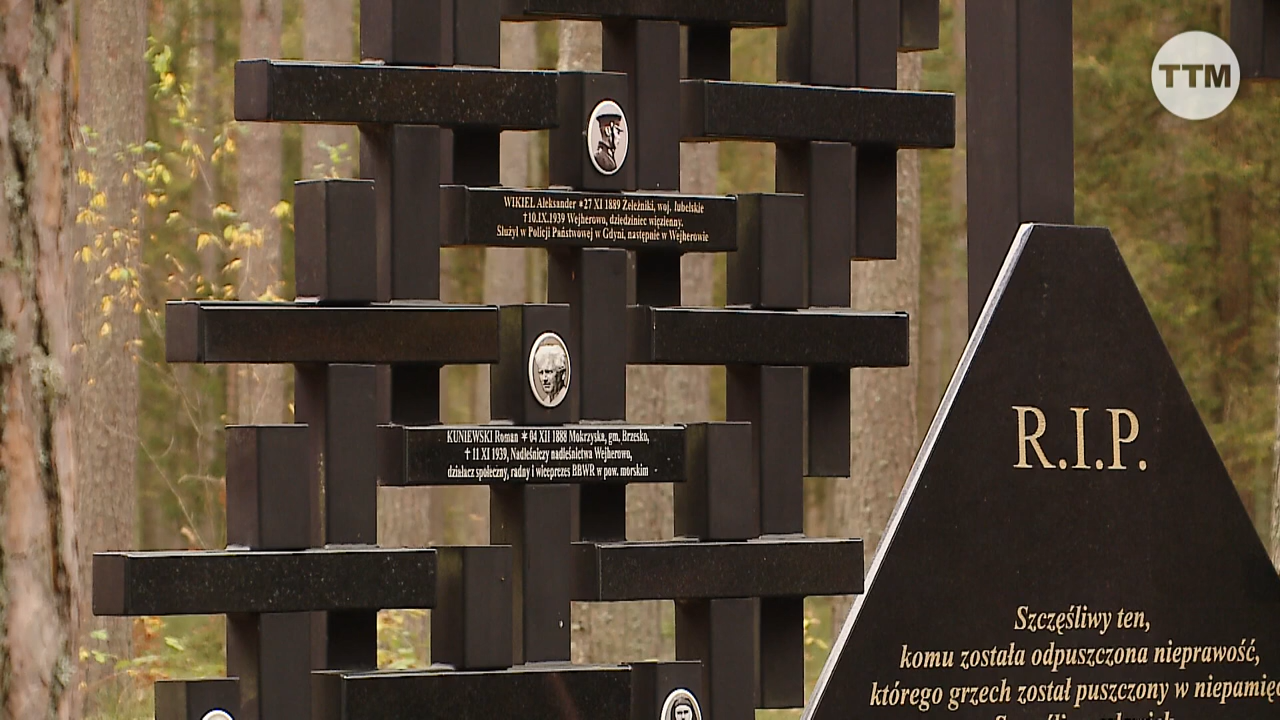 TTM
WIKIEL Aleksander *27 XI 1889 Żeleźniki, woj. lubelskie
†10.IX.1939 Wejherowo, dziedziniec więzienny.
Służył w Policji Państwowej w Gdyni, następnie w Wejherowie
KUNIEWSKI Roman * 04 XII 1888 Mokrzyska, gm. Brzesko,
† 11 XI 1939, Nadleśniczy nadleśnictwa Wejherowo,
działacz społeczny, radny i wiceprezes BBWR w pow. morskim
R.I.P.
Szczęśliwy ten,
komu została odpuszczona nieprawość,
którego grzech został puszczony w niepamięć